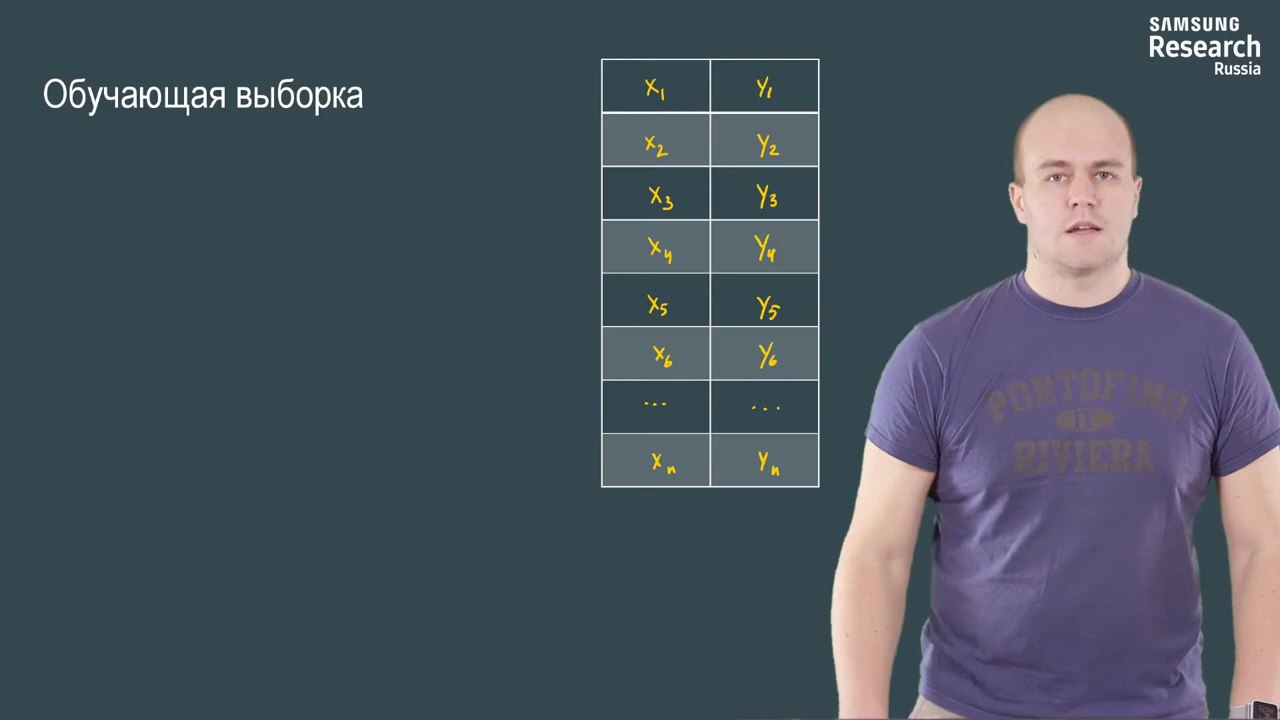 SAMSUNG
Research
Russia
Обучающая выборка
x₁ y₁
x₂ y₂
x₃ y₃
x₄ y₄
x₅ y₅
x₆ y₆
... ...
xₙ yₙ
PORTOFINO
IT
RIVIERA